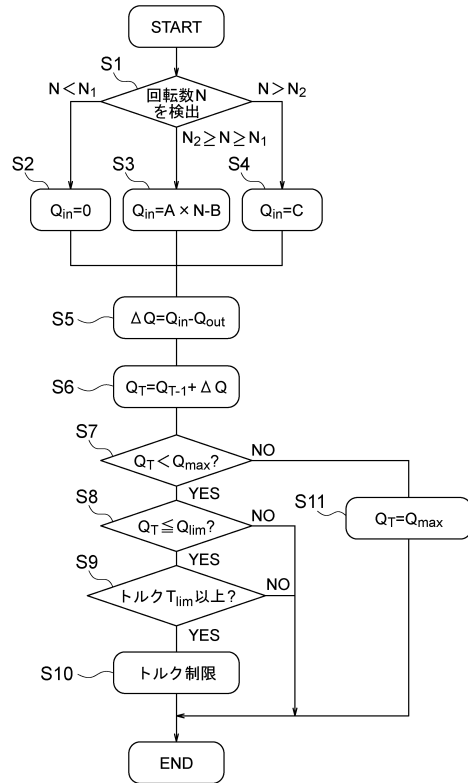 START
S1
N<N1
回転数N
を検出
N>N2
N2≥N≥N1
S2
Qin=0
S3
Qin=A×N-B
S4
Qin=C
S5
ΔQ=Qin-Qout
S6
QT=QT-1+ΔQ
S7
QT<Qmax?
NO
YES
S8
QT≦Qlim?
NO
YES
S11
QT=Qmax
S9
トルクTlim以上?
NO
YES
S10
トルク制限
END